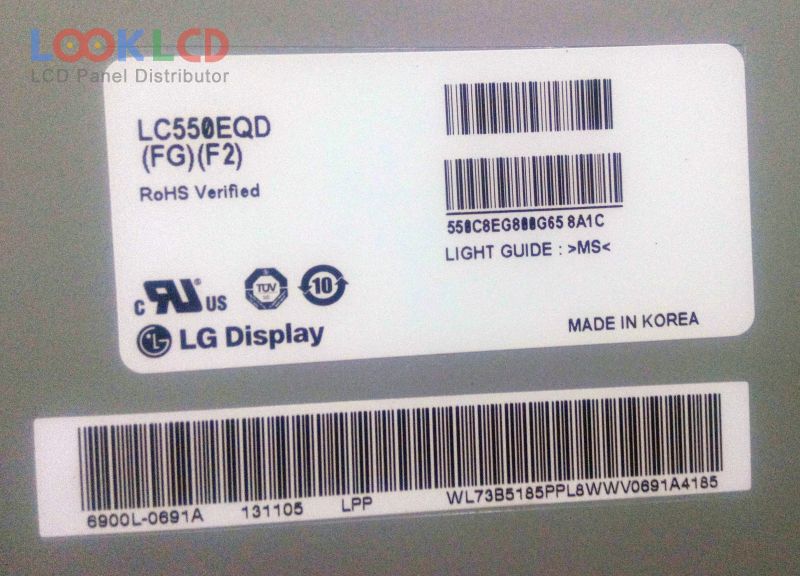 LOOKLCD
LCD Panel Distributor
LC550EQD
(FG)(F2)
RoHS Verified
550C8EG800G65 8A1C
LIGHT GUIDE : >MS<
c RU US
TÜV
10
LG Display
MADE IN KOREA
6900L-0691A 131105 LPP WL73B5185PPL8WWV0691A4185